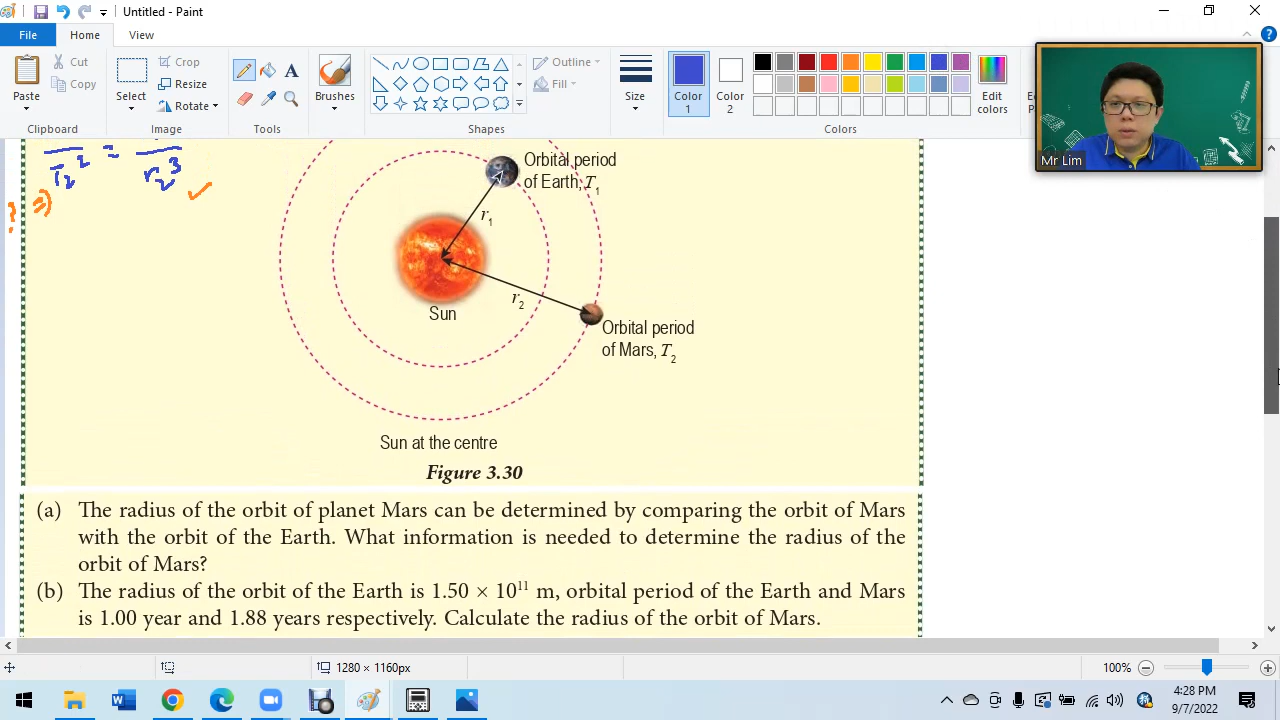 Untitled - Paint
File
Home
View
Paste
Cut
Copy
Clipboard
Select
Crop
Resize
Rotate
Image
A
Tools
Brushes
Outline
Fill
Shapes
Size
Color 1
Color 2
Edit colors
Colors
Mr Lim
T₂² = r₂³
Orbital period
of Earth, T₁
r₁
r₂
Sun
Orbital period
of Mars, T₂
Sun at the centre
Figure 3.30
(a) The radius of the orbit of planet Mars can be determined by comparing the orbit of Mars
with the orbit of the Earth. What information is needed to determine the radius of the
orbit of Mars?
(b) The radius of the orbit of the Earth is 1.50 × 10¹¹ m, orbital period of the Earth and Mars
is 1.00 year and 1.88 years respectively. Calculate the radius of the orbit of Mars.
1280 × 1160px
100%
4:28 PM
9/7/2022